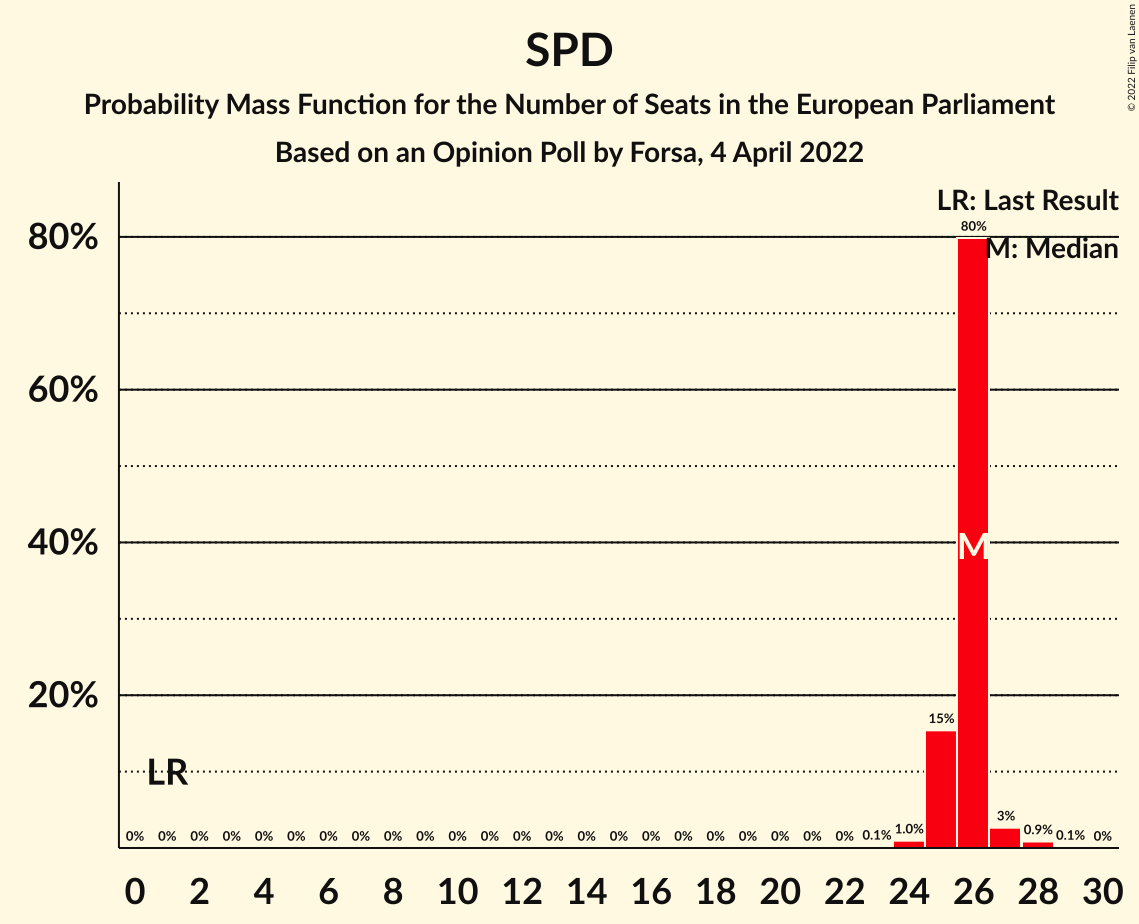 SPD
Probability Mass Function for the Number of Seats in the European Parliament
Based on an Opinion Poll by Forsa, 4 April 2022
© 2022 Filip van Laenen
LR: Last Result
M: Median
80%
60%
40%
20%
LR
M
0% 0% 0% 0% 0% 0% 0% 0% 0% 0% 0% 0% 0% 0% 0% 0% 0% 0% 0% 0% 0% 0% 0% 0.1% 1.0% 15% 80% 3% 0.9% 0.1% 0%
0 2 4 6 8 10 12 14 16 18 20 22 24 26 28 30